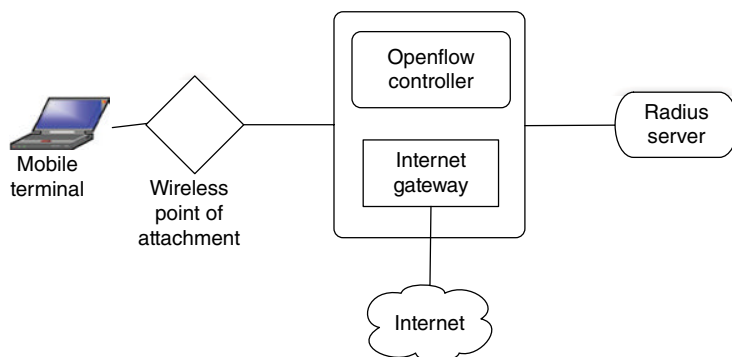 Mobile
terminal
Wireless
point of
attachment
Openflow
controller
Internet
gateway
Internet
Radius
server